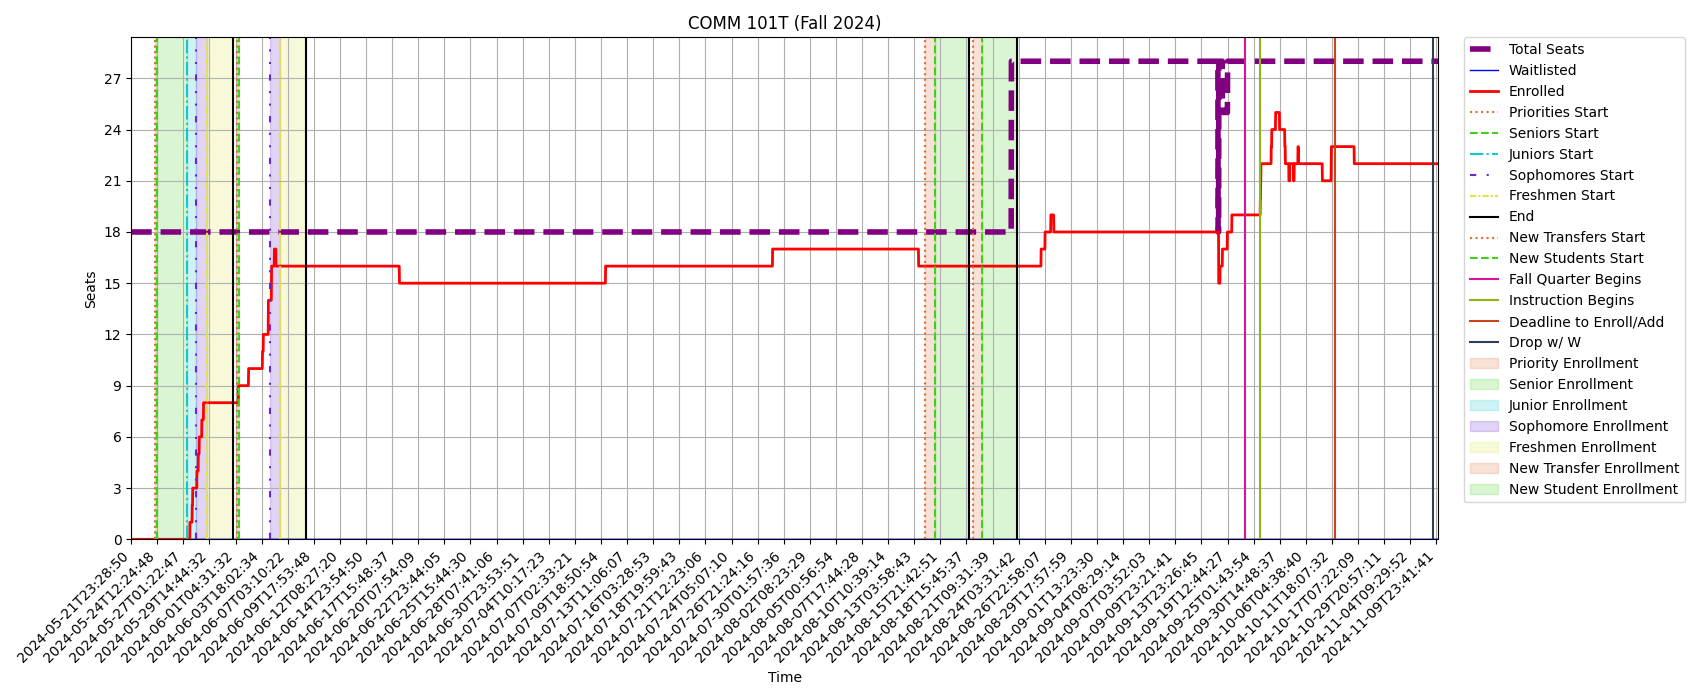 COMM 101T (Fall 2024)
Seats
27
24
21
18
15
12
9
6
3
0
2024-05-21T23:28:50
2024-05-24T12:24:48
2024-05-27T01:22:47
2024-05-29T14:44:32
2024-06-01T04:31:32
2024-06-03T18:02:34
2024-06-07T03:10:22
2024-06-09T17:53:48
2024-06-12T08:27:20
2024-06-14T23:54:50
2024-06-17T15:48:37
2024-06-20T07:54:09
2024-06-22T23:44:05
2024-06-25T15:44:30
2024-06-28T07:41:06
2024-06-30T23:53:51
2024-07-04T10:17:23
2024-07-07T02:33:21
2024-07-09T18:50:54
2024-07-13T11:06:07
2024-07-16T03:28:53
2024-07-18T19:59:43
2024-07-21T12:23:06
2024-07-24T05:07:10
2024-07-26T21:24:16
2024-07-30T01:57:36
2024-08-02T08:23:29
2024-08-05T00:56:54
2024-08-07T17:44:28
2024-08-10T10:39:14
2024-08-13T03:58:43
2024-08-15T21:42:51
2024-08-18T15:45:37
2024-08-21T09:31:39
2024-08-24T03:31:42
2024-08-26T22:58:07
2024-08-29T17:57:59
2024-09-01T13:23:30
2024-09-04T08:29:14
2024-09-07T03:52:03
2024-09-09T23:21:41
2024-09-13T23:26:45
2024-09-19T12:44:27
2024-09-25T01:43:54
2024-09-30T14:48:37
2024-10-06T04:38:40
2024-10-11T18:07:32
2024-10-17T07:22:09
2024-10-29T20:57:11
2024-11-04T09:29:52
2024-11-09T23:41:41
Time
Total Seats
Waitlisted
Enrolled
Priorities Start
Seniors Start
Juniors Start
Sophomores Start
Freshmen Start
End
New Transfers Start
New Students Start
Fall Quarter Begins
Instruction Begins
Deadline to Enroll/Add
Drop w/ W
Priority Enrollment
Senior Enrollment
Junior Enrollment
Sophomore Enrollment
Freshmen Enrollment
New Transfer Enrollment
New Student Enrollment